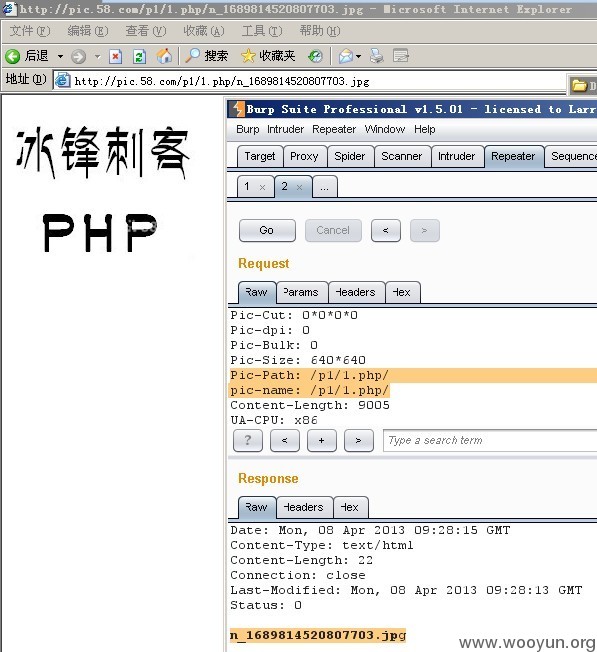 http://pic.58.com/p1/1.php/n_1689814520807703.jpg - Microsoft Internet Explorer
文件(F) 编辑(E) 查看(V) 收藏(A) 工具(T) 帮助(H)
后退 搜索 收藏夹
地址(D) http://pic.58.com/p1/1.php/n_1689814520807703.jpg
冰锋刺客
PHP
Burp Suite Professional v1.5.01 - licensed to Larr
Burp Intruder Repeater Window Help
Target Proxy Spider Scanner Intruder Repeater Sequence
1 × 2 × ...
Go Cancel < >
Request
Raw Params Headers Hex
Pic-Cut: 0*0*0*0
Pic-dpi: 0
Pic-Bulk: 0
Pic-Size: 640*640
Pic-Path: /p1/1.php/
pic-name: /p1/1.php/
Content-Length: 9005
UA-CPU: x86
? < + > Type a search term
Response
Raw Headers Hex
Date: Mon, 08 Apr 2013 09:28:15 GMT
Content-Type: text/html
Content-Length: 22
Connection: close
Last-Modified: Mon, 08 Apr 2013 09:28:13 GMT
Status: 0
n_1689814520807703.jpg
www.wooyun.org